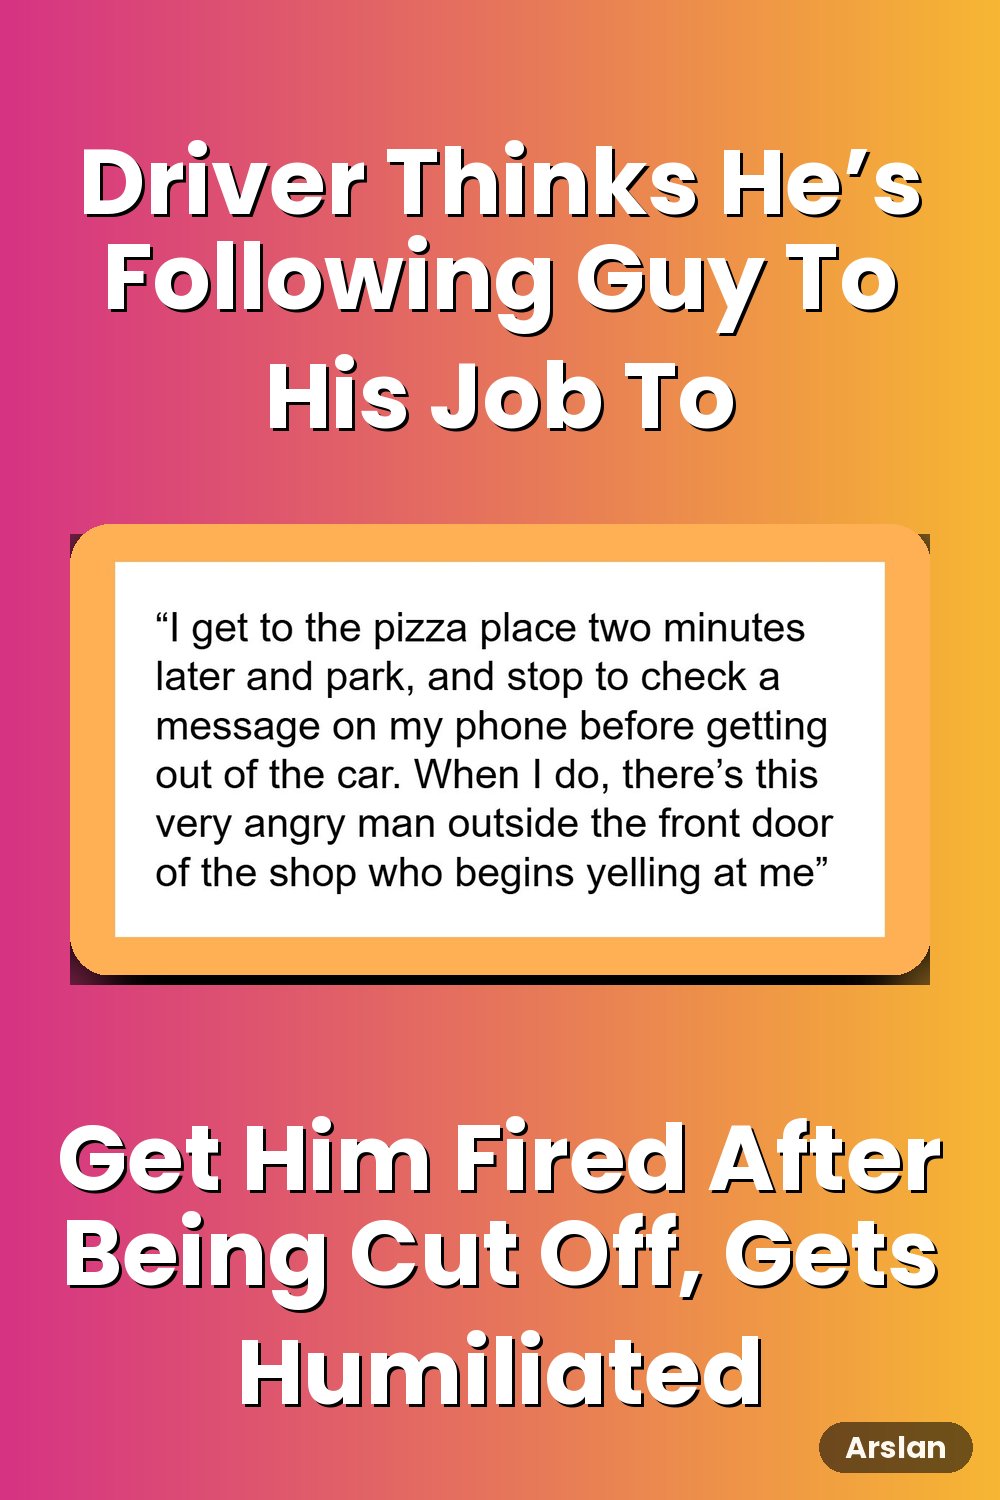 Driver Thinks He’s
Following Guy To
His Job To
“I get to the pizza place two minutes
later and park, and stop to check a
message on my phone before getting
out of the car. When I do, there’s this
very angry man outside the front door
of the shop who begins yelling at me”
Get Him Fired After
Being Cut Off, Gets
Humiliated
Arslan